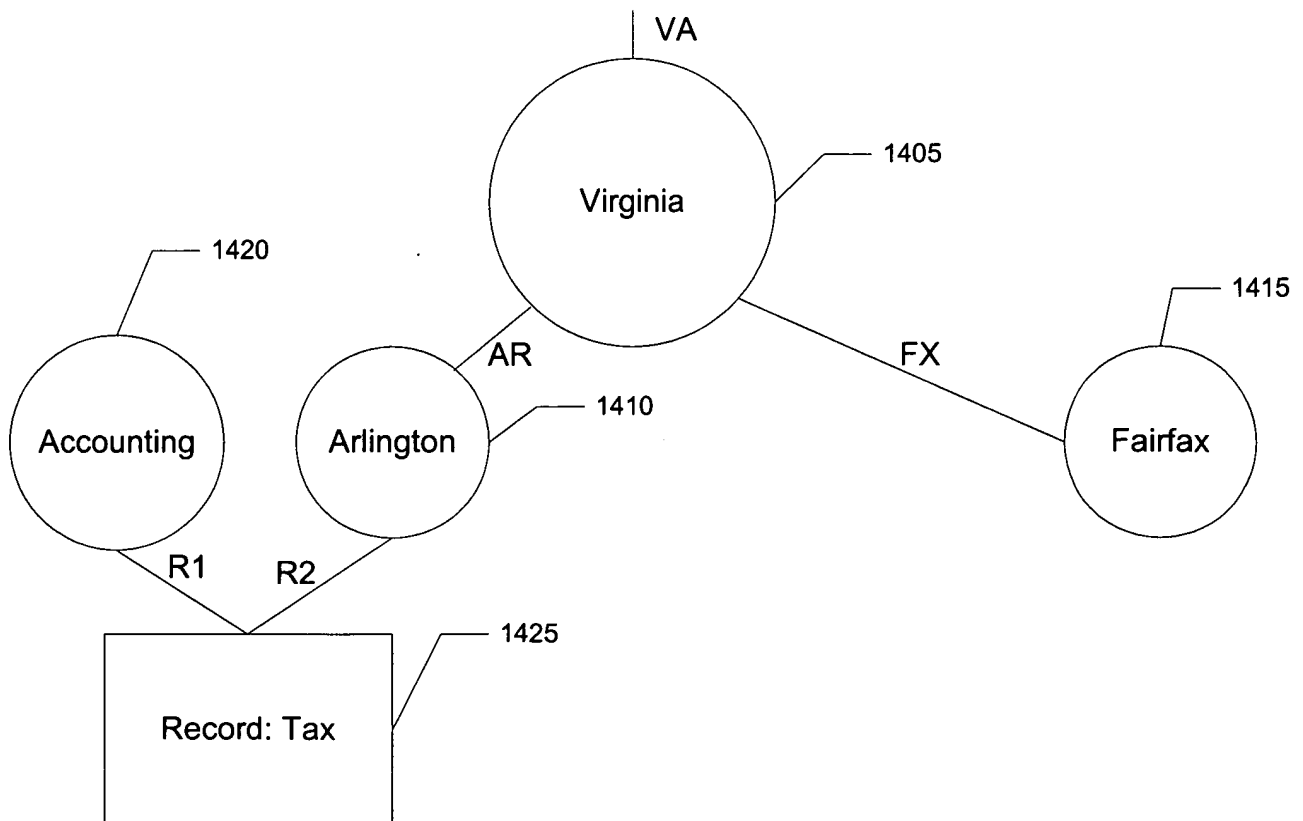 VA
1405
Virginia
1420
1415
AR
FX
1410
Accounting
Arlington
Fairfax
R1
R2
1425
Record: Tax